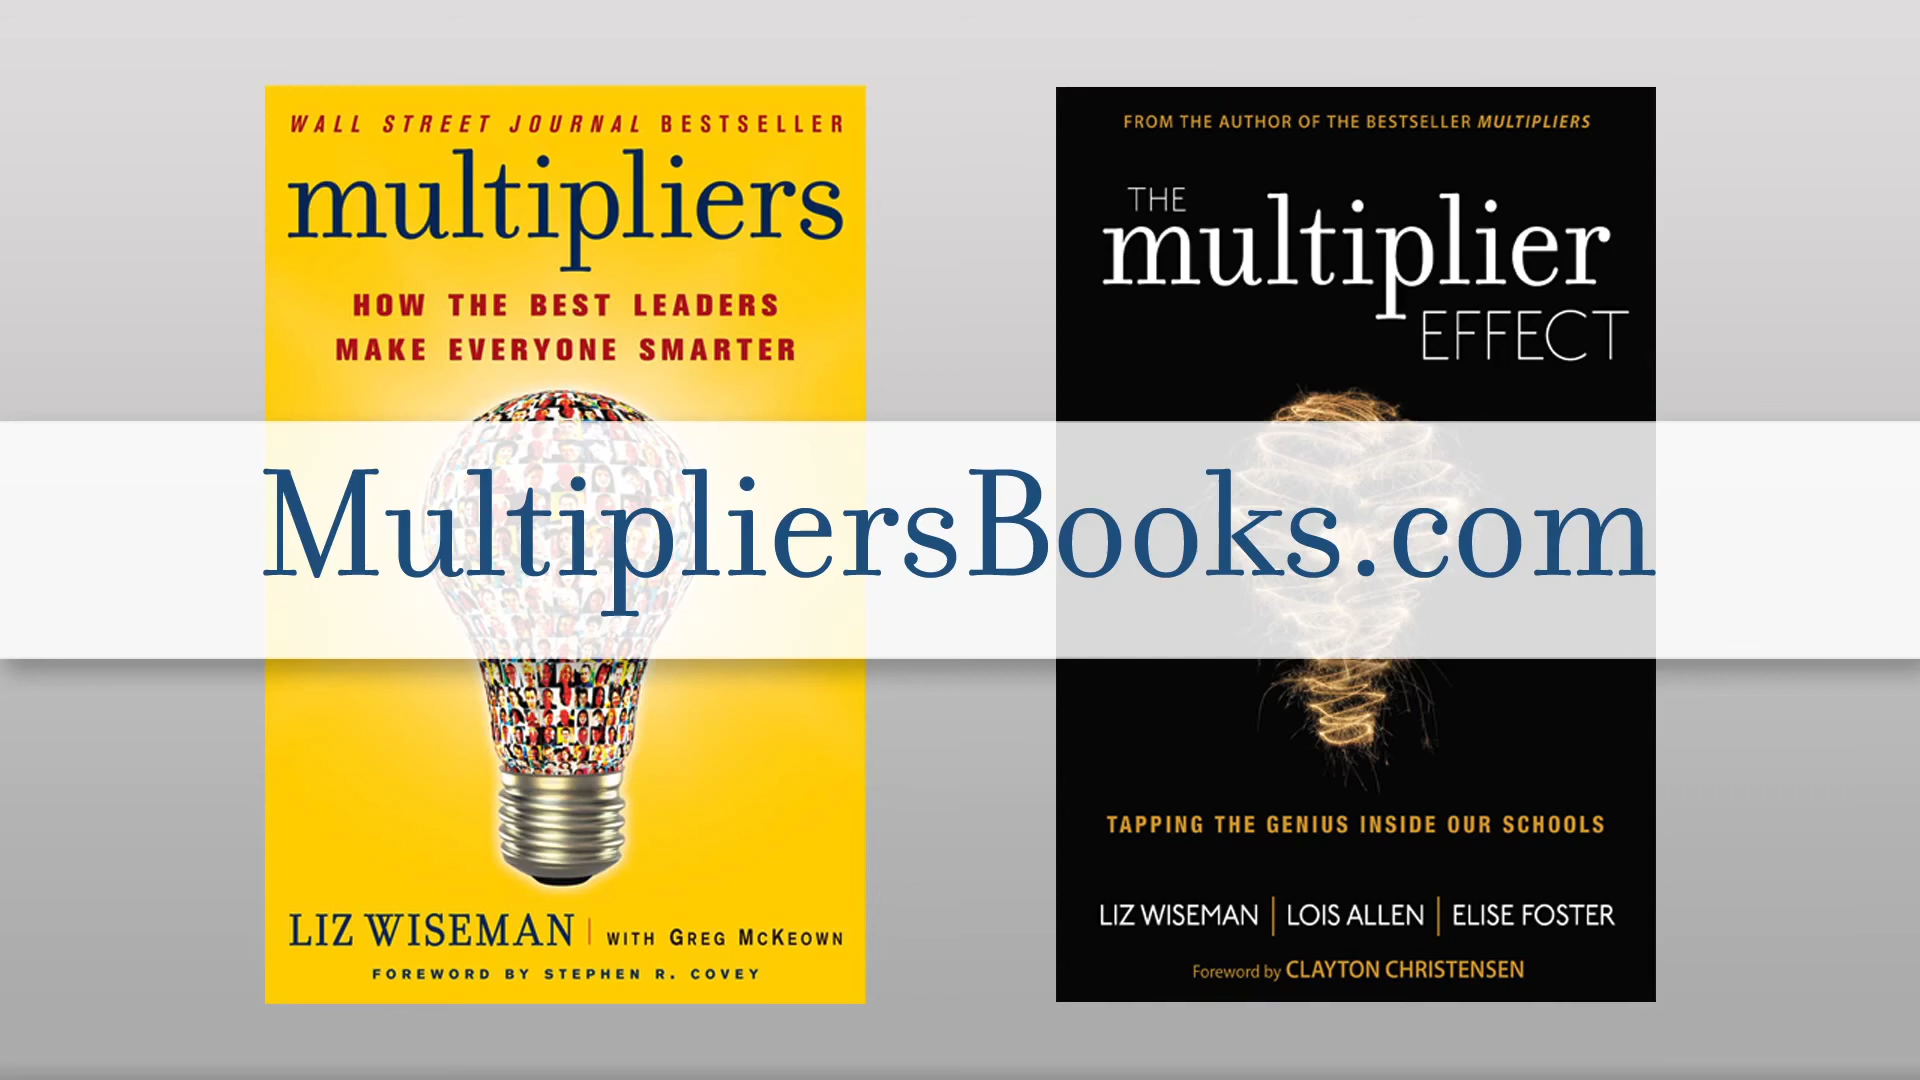 WALL STREET JOURNAL BESTSELLER
multipliers
HOW THE BEST LEADERS
MAKE EVERYONE SMARTER
LIZ WISEMAN | WITH GREG MCKEOWN
FOREWORD BY STEPHEN R. COVEY
MultipliersBooks.com
FROM THE AUTHOR OF THE BESTSELLER MULTIPLIERS
THE
multiplier
EFFECT
TAPPING THE GENIUS INSIDE OUR SCHOOLS
LIZ WISEMAN | LOIS ALLEN | ELISE FOSTER
Foreword by CLAYTON CHRISTENSEN